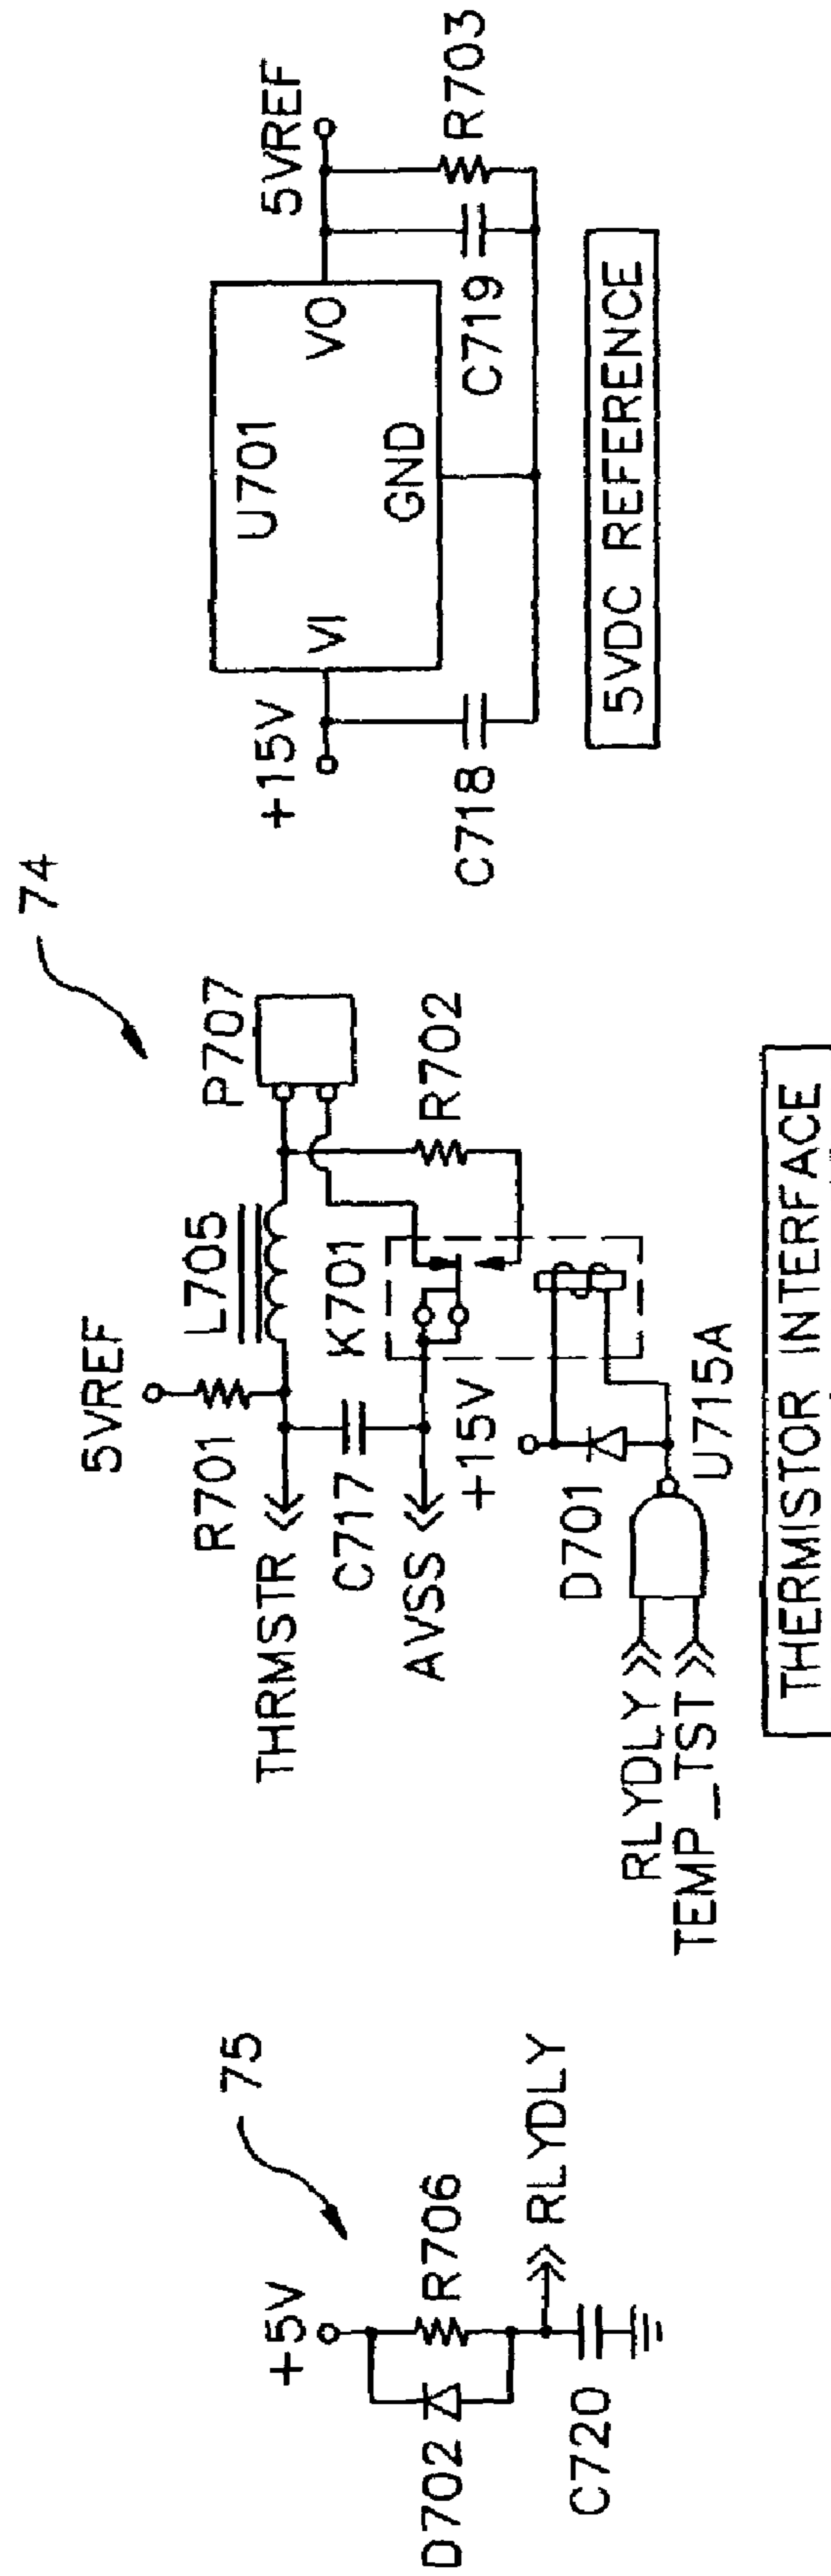 75
+5V
D702
R706
RLYDLY
C720
74
5VREF
L705
P707
R701
THRMSTR
C717
K701
R702
AVSS
+15V
D701
RLYDLY
TEMP_TST
U715A
THERMISTOR INTERFACE
+15V
U701
5VREF
VI
VO
GND
C718
C719
R703
5VDC REFERENCE